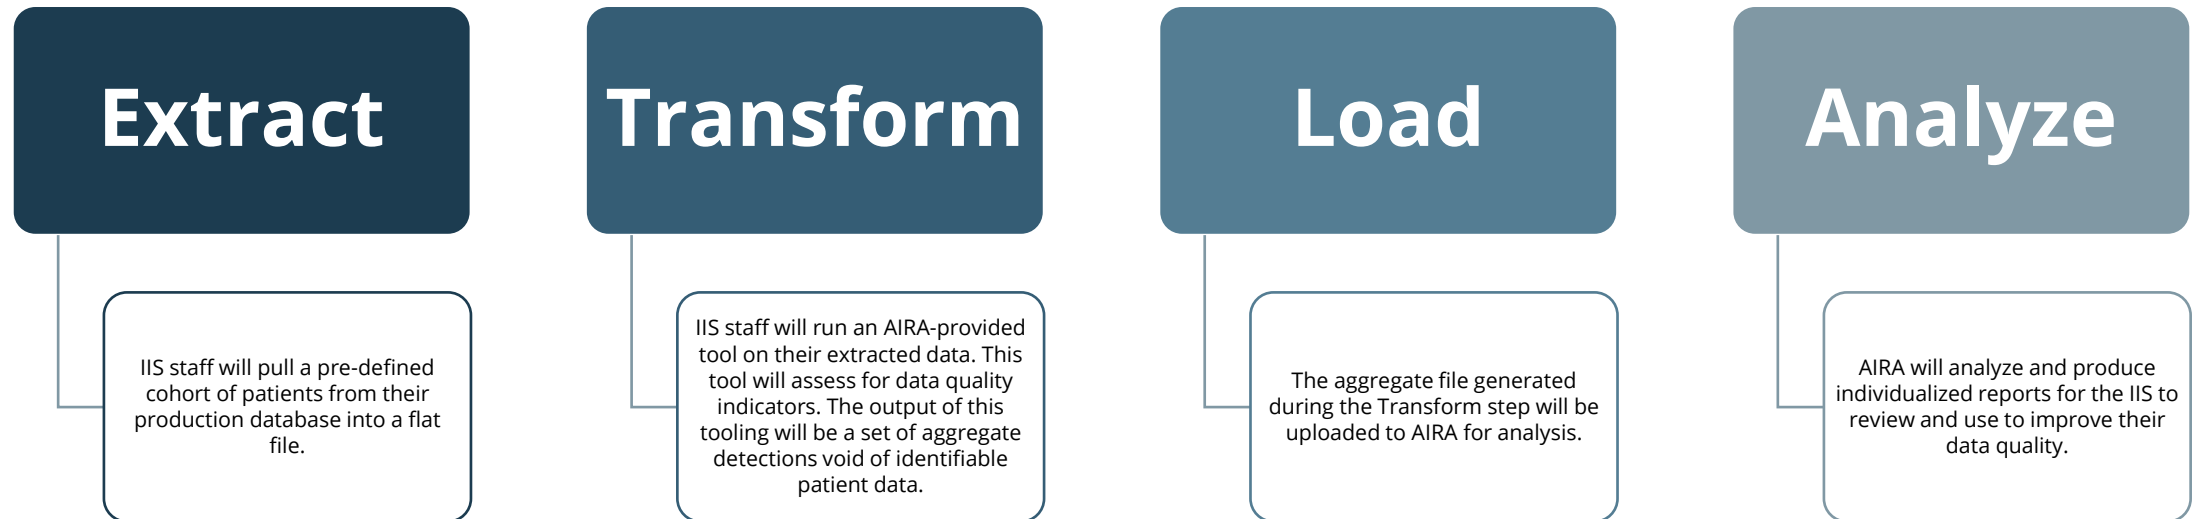 Extract
IIS staff will pull a pre-defined
cohort of patients from their
production database into a flat
file.
Transform
IIS staff will run an AIRA-provided
tool on their extracted data. This
tool will assess for data quality
indicators. The output of this
tooling will be a set of aggregate
detections void of identifiable
patient data.
Load
The aggregate file generated
during the Transform step will be
uploaded to AIRA for analysis.
Analyze
AIRA will analyze and produce
individualized reports for the IIS to
review and use to improve their
data quality.